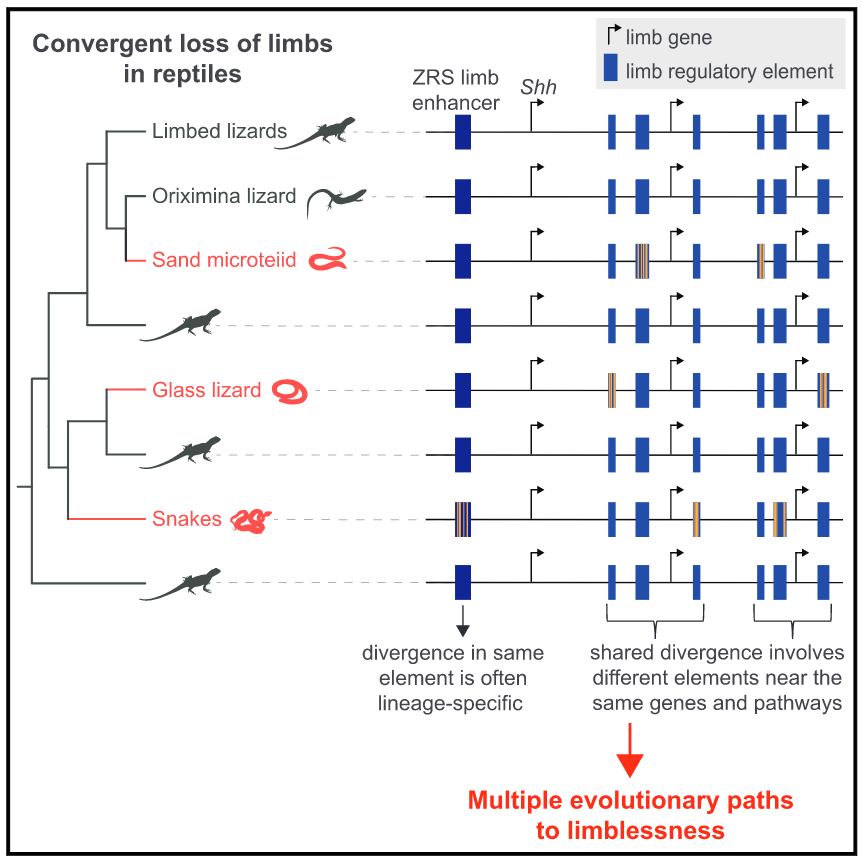 Convergent loss of limbs
in reptiles
limb gene
limb regulatory element
ZRS limb
enhancer
Shh
Limbed lizards
Oriximina lizard
Sand microteiid
Glass lizard
Snakes
divergence in same
element is often
lineage-specific
shared divergence involves
different elements near the
same genes and pathways
Multiple evolutionary paths
to limblessness